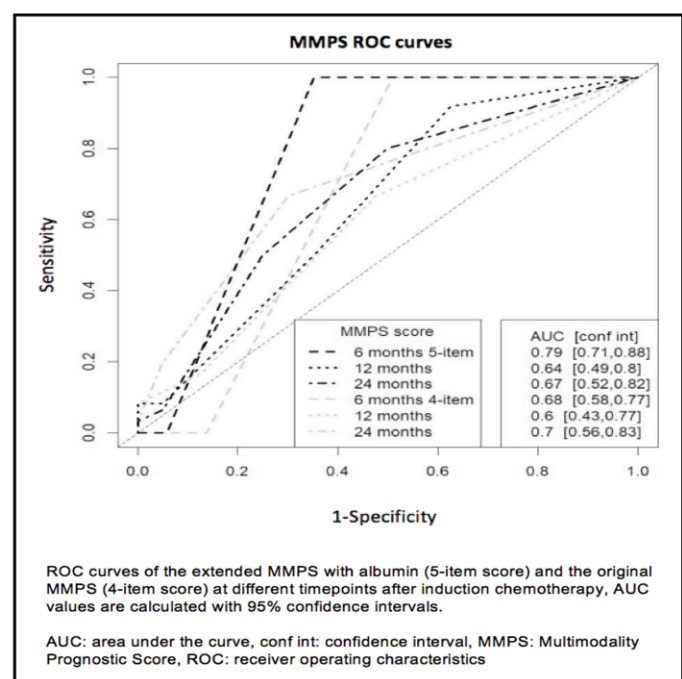 MMPS ROC curves
Sensitivity
1.0
0.8
0.6
0.4
0.2
0.0
MMPS score
6 months 5-item
12 months
24 months
6 months 4-item
12 months
24 months
AUC [conf int]
0.79 [0.71,0.88]
0.64 [0.49,0.8]
0.67 [0.52,0.82]
0.68 [0.58,0.77]
0.6 [0.43,0.77]
0.7 [0.56,0.83]
0.0 0.2 0.4 0.6 0.8 1.0
1-Specificity
ROC curves of the extended MMPS with albumin (5-item score) and the original
MMPS (4-item score) at different timepoints after induction chemotherapy, AUC
values are calculated with 95% confidence intervals.
AUC: area under the curve, conf int: confidence interval, MMPS: Multimodality
Prognostic Score, ROC: receiver operating characteristics